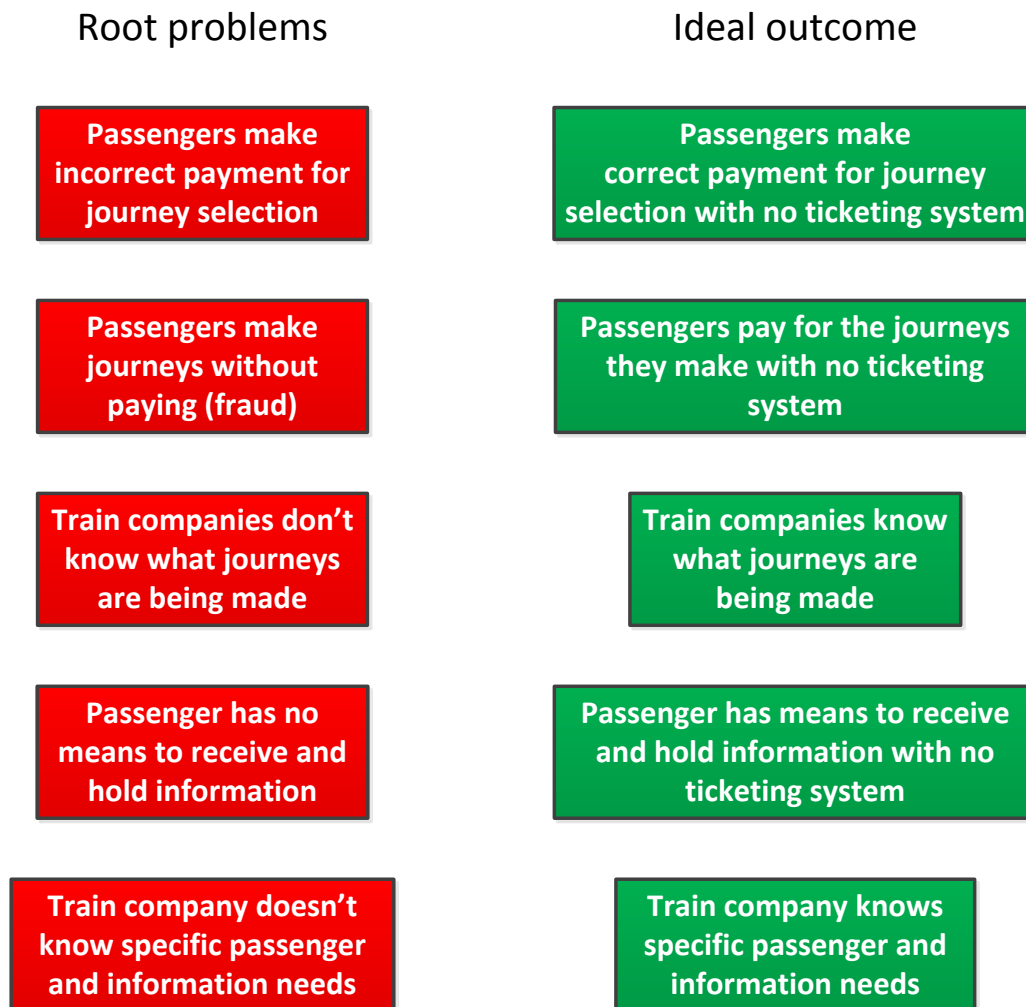 Root problems
Ideal outcome
Passengers make
incorrect payment for
journey selection
Passengers make
correct payment for journey
selection with no ticketing system
Passengers make
journeys without
paying (fraud)
Passengers pay for the journeys
they make with no ticketing
system
Train companies don’t
know what journeys
are being made
Train companies know
what journeys are
being made
Passenger has no
means to receive and
hold information
Passenger has means to receive
and hold information with no
ticketing system
Train company doesn’t
know specific passenger
and information needs
Train company knows
specific passenger and
information needs